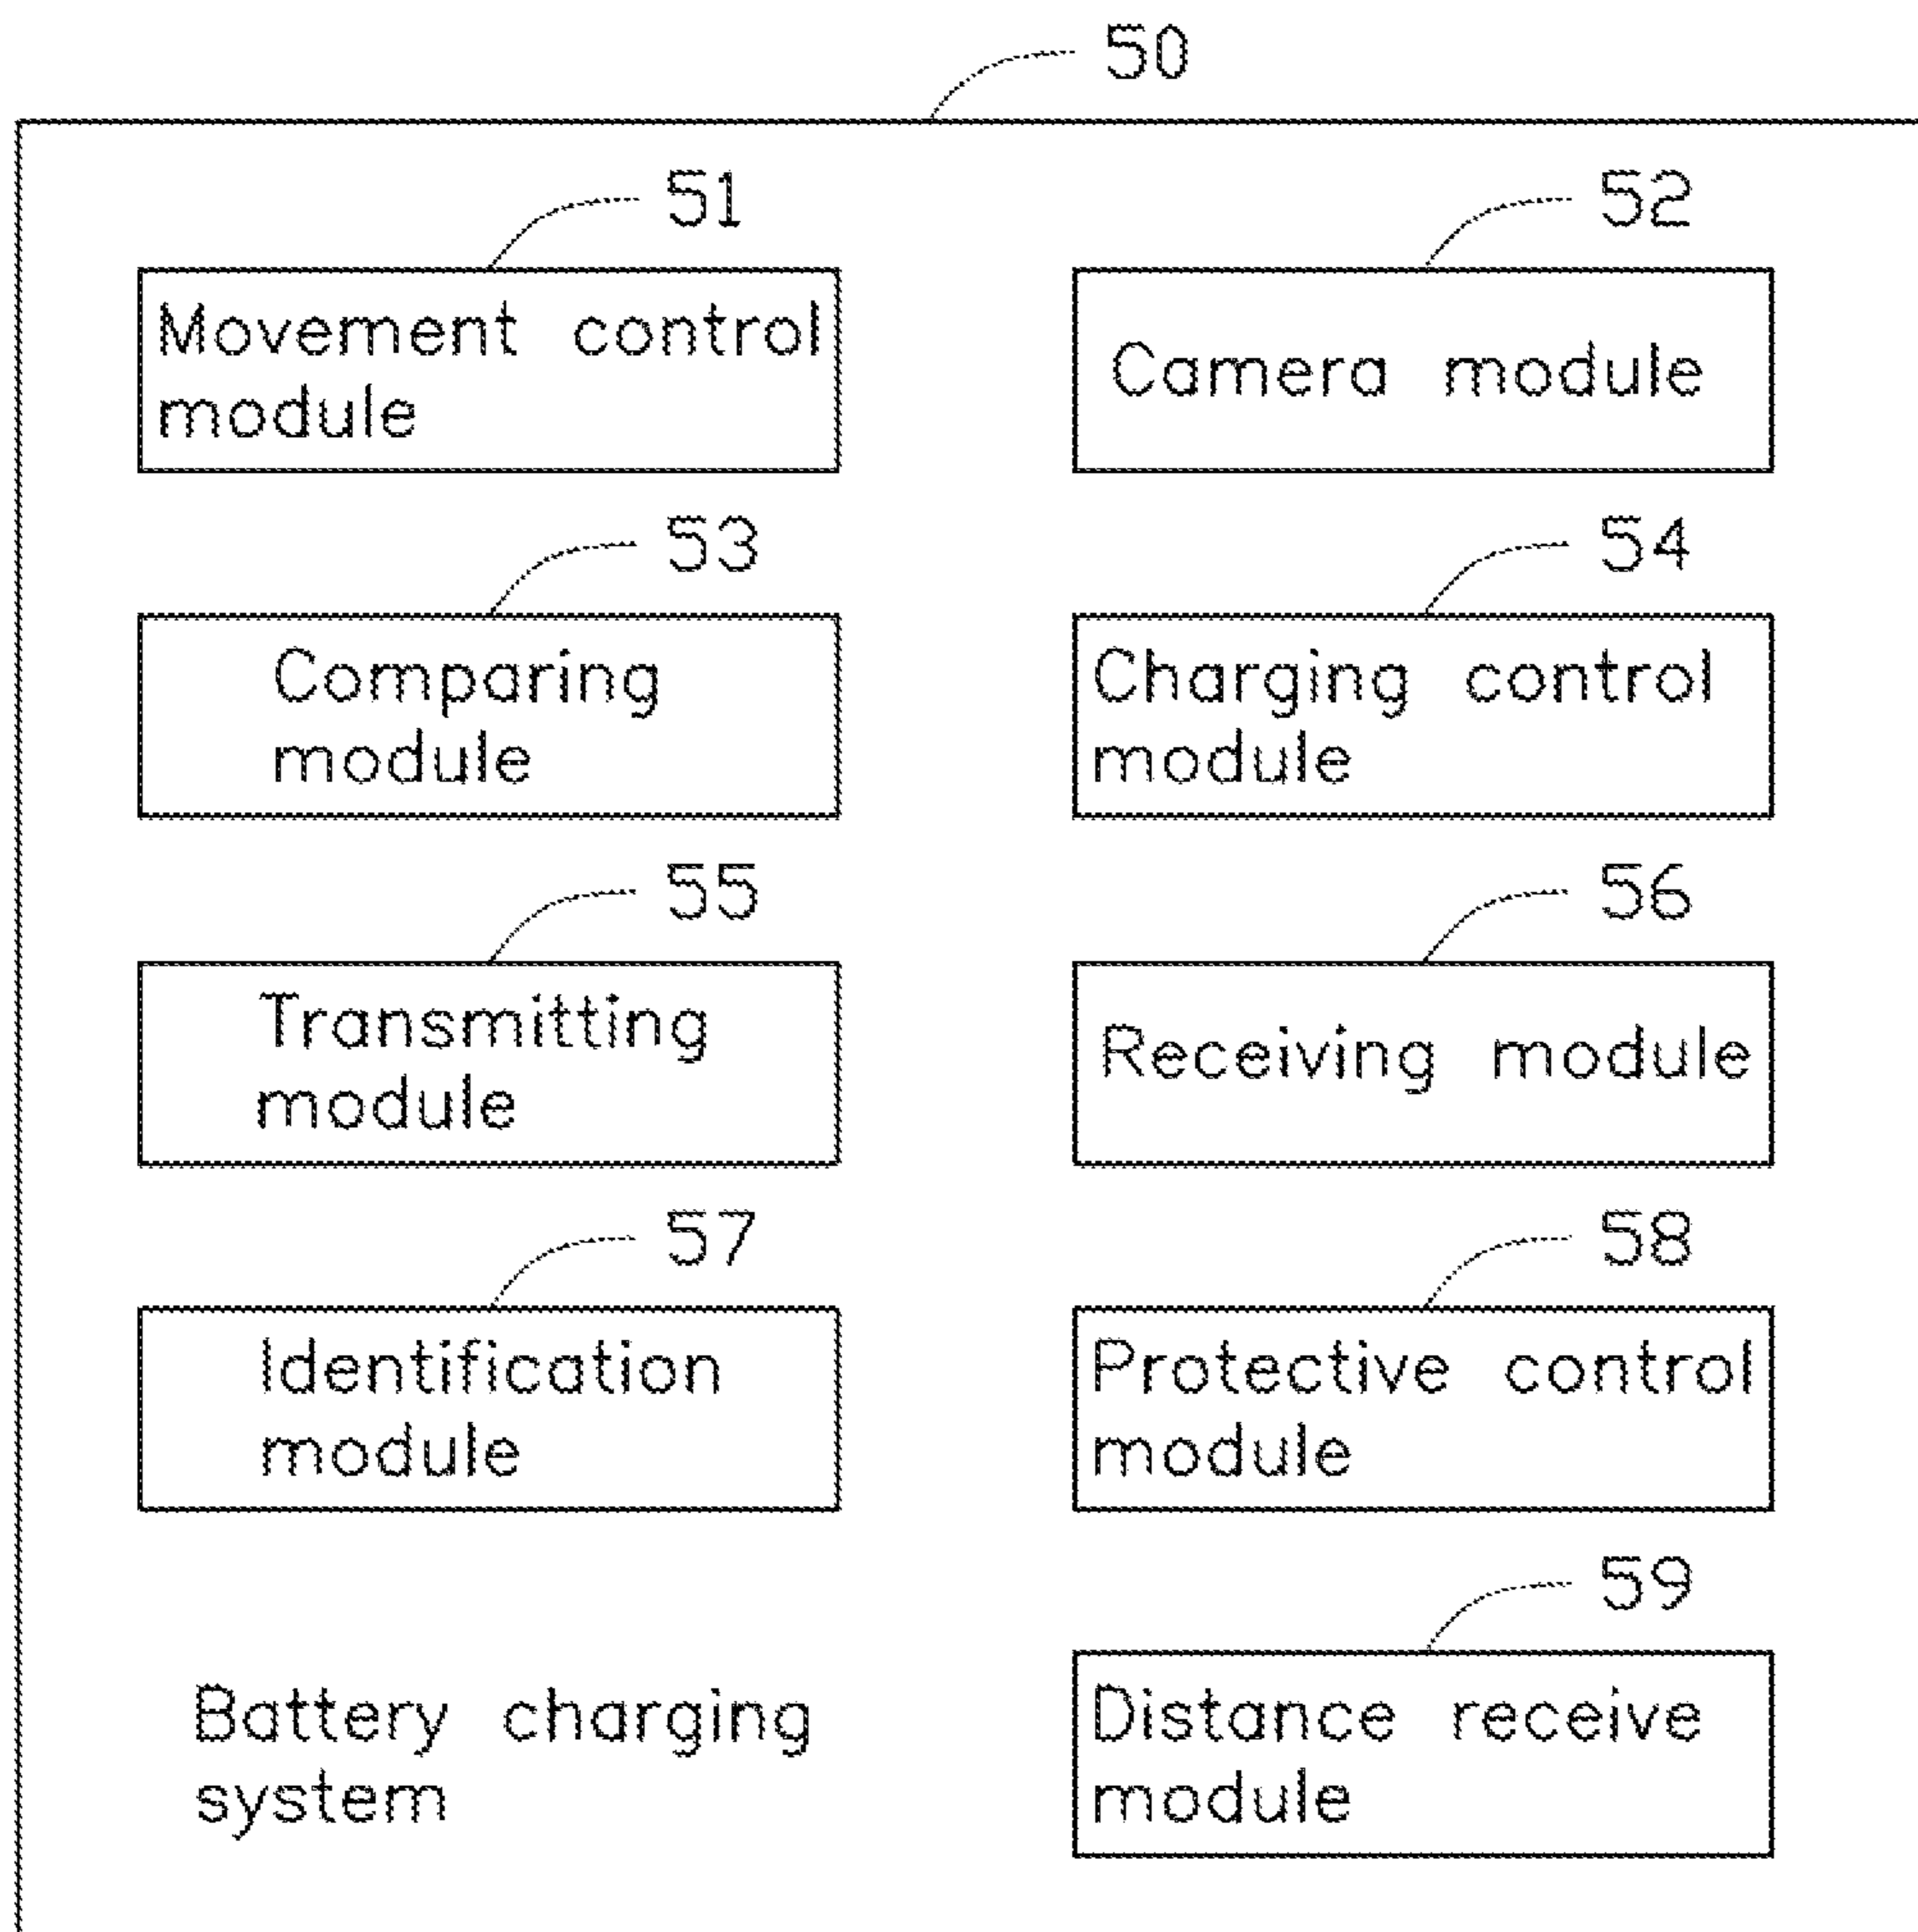 50
51
Movement control
module
52
Camera module
53
Comparing
module
54
Charging control
module
55
Transmitting
module
56
Receiving module
57
Identification
module
58
Protective control
module
Battery charging
system
59
Distance receive
module